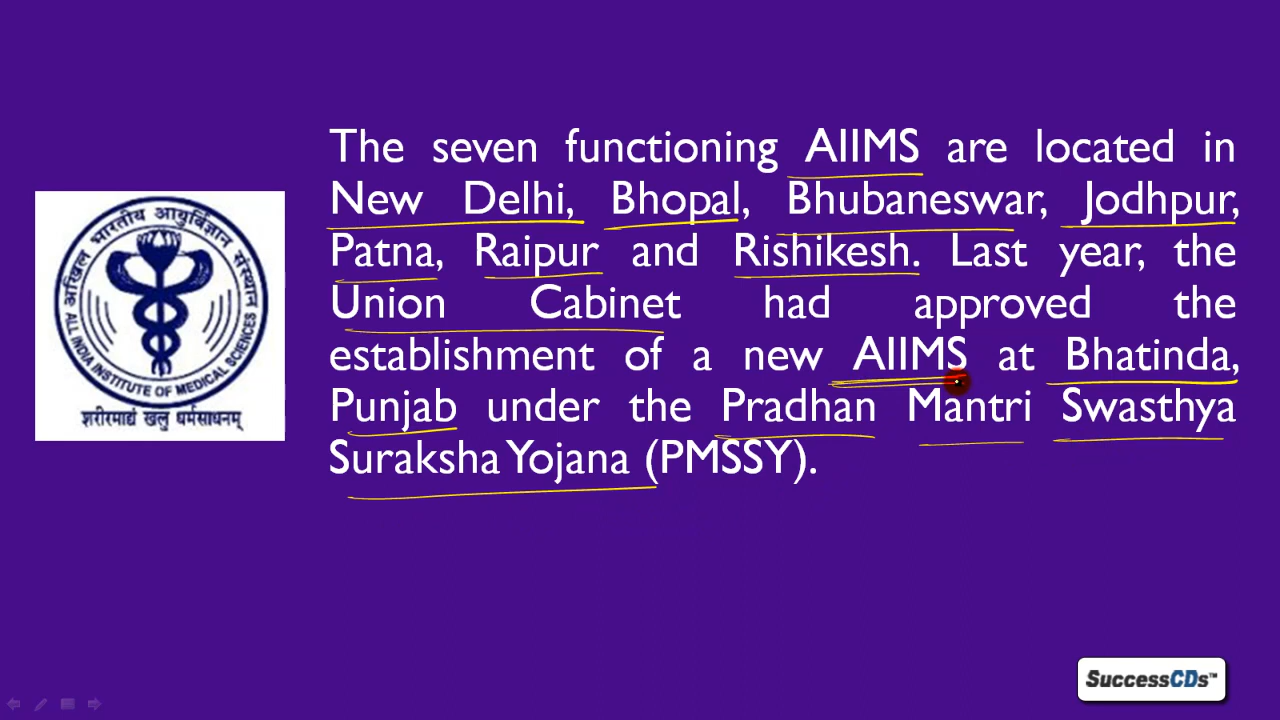 The seven functioning AIIMS are located in
New Delhi, Bhopal, Bhubaneswar, Jodhpur,
Patna, Raipur and Rishikesh. Last year, the
Union Cabinet had approved the
establishment of a new AIIMS at Bhatinda,
Punjab under the Pradhan Mantri Swasthya
Suraksha Yojana (PMSSY).
अखिल भारतीय आयुर्विज्ञान संस्थान
ALL INDIA INSTITUTE OF MEDICAL SCIENCES
शरीरमाद्यं खलु धर्मसाधनम्
SuccessCDs™